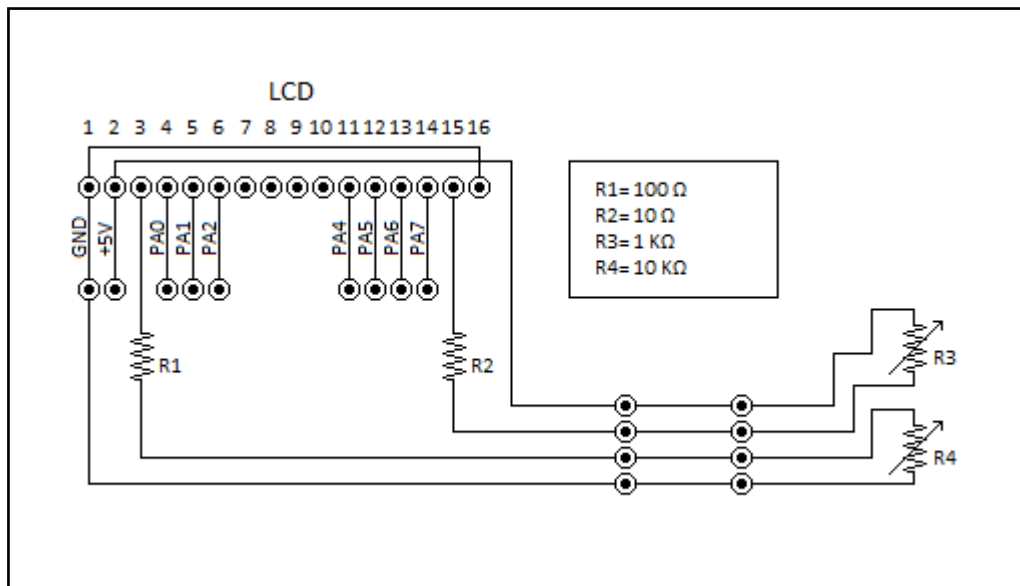 LCD
1 2 3 4 5 6 7 8 9 10 11 12 13 14 15 16
GND +5V PA0 PA1 PA2 PA4 PA5 PA6 PA7
R1= 100 Ω
R2= 10 Ω
R3= 1 KΩ
R4= 10 KΩ
R1 R2 R3
R4